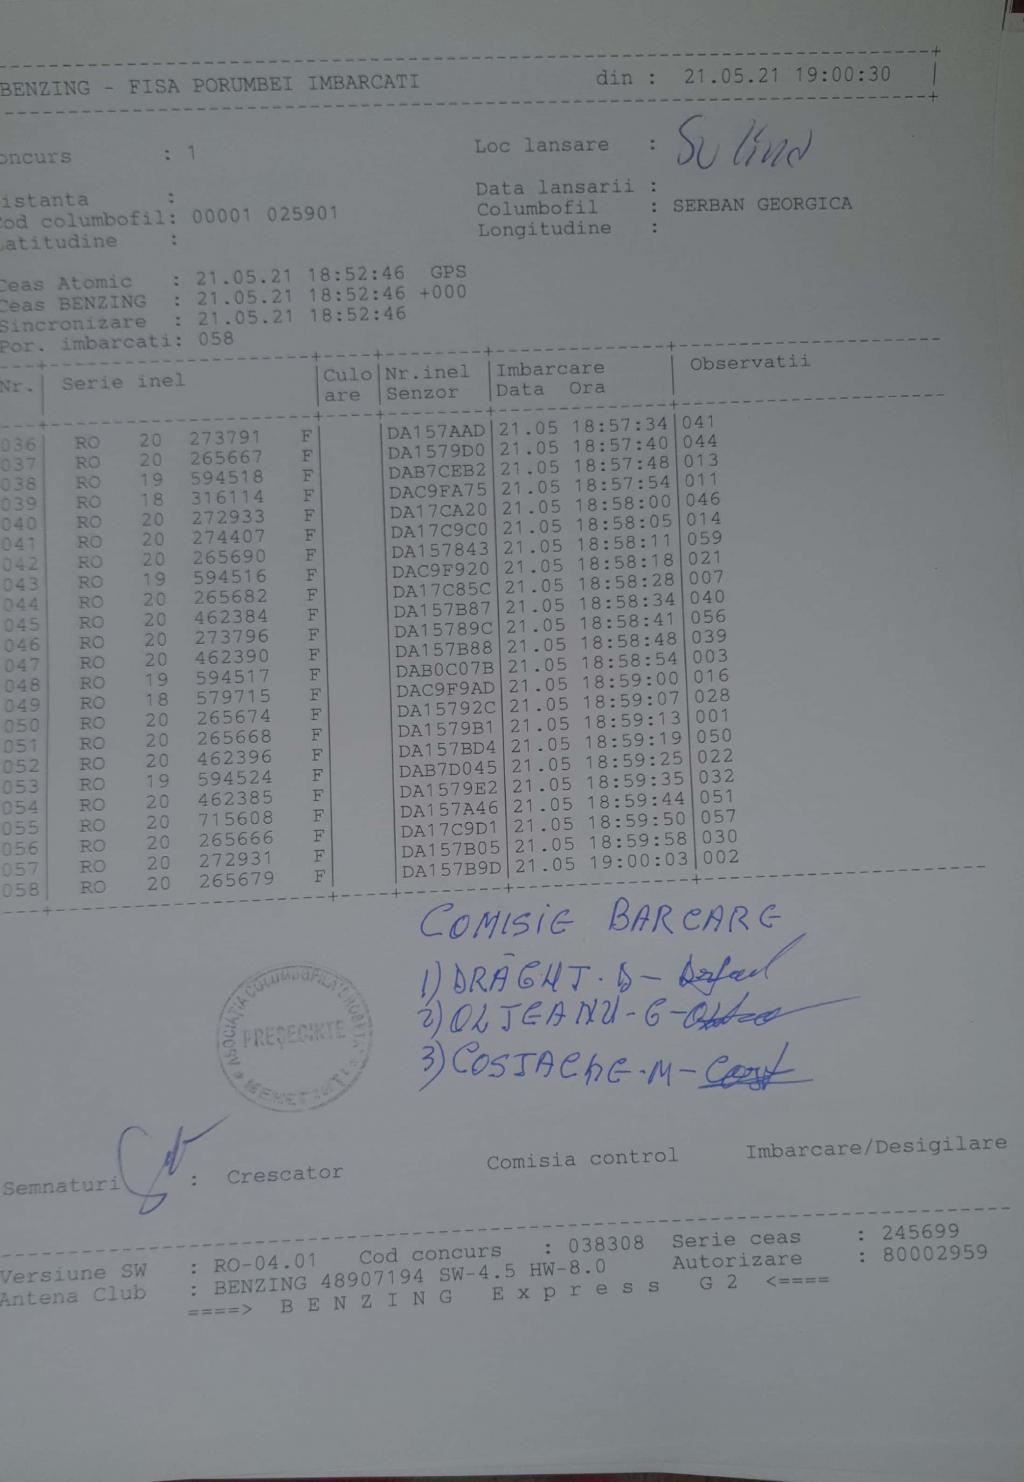 BENZING - FISA PORUMBEI IMBARCATI din : 21.05.21 19:00:30
oncurs : 1 Loc lansare : Sulina
istanta : Data lansarii :
Cod columbofil: 00001 025901 Columbofil : SERBAN GEORGICA
Latitudine : Longitudine :
Ceas Atomic : 21.05.21 18:52:46 GPS
Ceas BENZING : 21.05.21 18:52:46 +000
Sincronizare : 21.05.21 18:52:46
Por. imbarcati: 058
Nr. Serie inel Culo Nr.inel Imbarcare Observatii
are Senzor Data Ora
036 RO 20 273791 F DA157AAD 21.05 18:57:34 041
037 RO 20 265667 F DA1579D0 21.05 18:57:40 044
038 RO 19 594518 F DAB7CEB2 21.05 18:57:48 013
039 RO 18 316114 F DAC9FA75 21.05 18:57:54 011
040 RO 20 272933 F DA17CA20 21.05 18:58:00 046
041 RO 20 274407 F DA17C9C0 21.05 18:58:05 014
042 RO 20 265690 F DA157843 21.05 18:58:11 059
043 RO 19 594516 F DAC9F920 21.05 18:58:18 021
044 RO 20 265682 F DA17C85C 21.05 18:58:28 007
045 RO 20 462384 F DA157B87 21.05 18:58:34 040
046 RO 20 273796 F DA15789C 21.05 18:58:41 056
047 RO 20 462390 F DA157B88 21.05 18:58:48 039
048 RO 19 594517 F DAB0C07B 21.05 18:58:54 003
049 RO 18 579715 F DAC9F9AD 21.05 18:59:00 016
050 RO 20 265674 F DA15792C 21.05 18:59:07 028
051 RO 20 265668 F DA1579B1 21.05 18:59:13 001
052 RO 20 462396 F DA157BD4 21.05 18:59:19 050
053 RO 19 594524 F DAB7D045 21.05 18:59:25 022
054 RO 20 462385 F DA1579E2 21.05 18:59:35 032
055 RO 20 715608 F DA157A46 21.05 18:59:44 051
056 RO 20 265666 F DA17C9D1 21.05 18:59:50 057
057 RO 20 272931 F DA157B05 21.05 18:59:58 030
058 RO 20 265679 F DA157B9D 21.05 19:00:03 002
COMISIE BARCARE
1) DRĂGHI.D -
2) OLTEANU-G -
3) COSTACHE.M -
PREȘEDINTE
Semnaturi : Crescator Comisia control Imbarcare/Desigilare
Versiune SW : RO-04.01 Cod concurs : 038308 Serie ceas : 245699
Antena Club : BENZING 48907194 SW-4.5 HW-8.0 Autorizare : 80002959
====> B E N Z I N G E x p r e s s G 2 <====